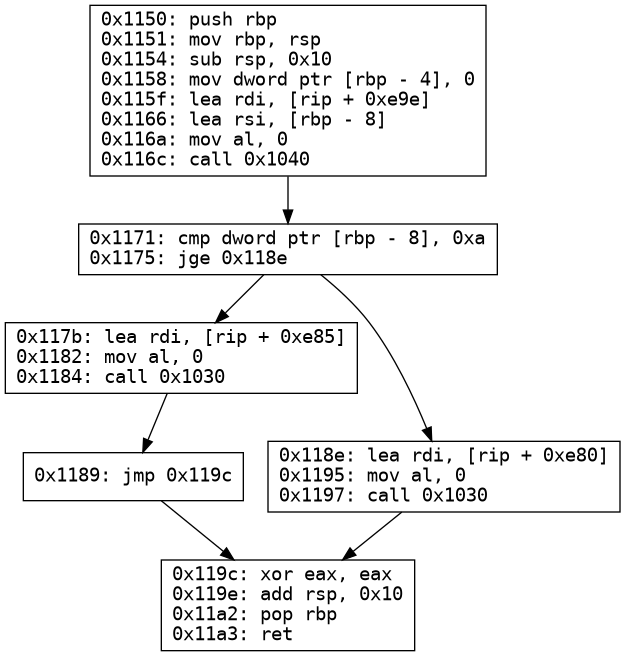 0x1150: push rbp
0x1151: mov rbp, rsp
0x1154: sub rsp, 0x10
0x1158: mov dword ptr [rbp - 4], 0
0x115f: lea rdi, [rip + 0xe9e]
0x1166: lea rsi, [rbp - 8]
0x116a: mov al, 0
0x116c: call 0x1040
0x1171: cmp dword ptr [rbp - 8], 0xa
0x1175: jge 0x118e
0x117b: lea rdi, [rip + 0xe85]
0x1182: mov al, 0
0x1184: call 0x1030
0x1189: jmp 0x119c
0x118e: lea rdi, [rip + 0xe80]
0x1195: mov al, 0
0x1197: call 0x1030
0x119c: xor eax, eax
0x119e: add rsp, 0x10
0x11a2: pop rbp
0x11a3: ret